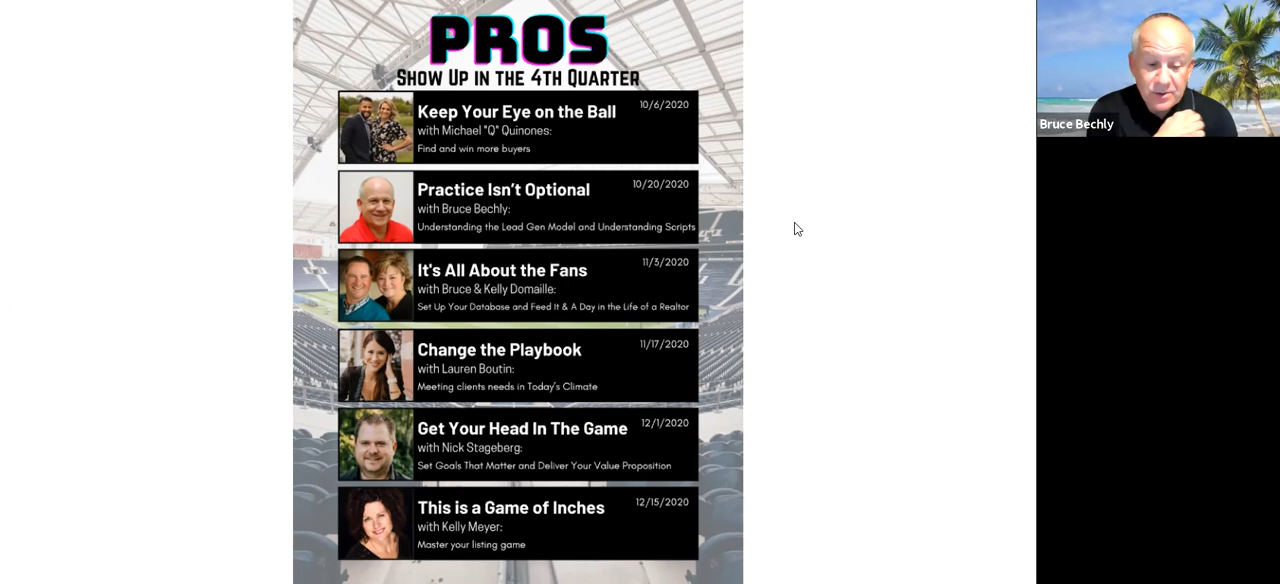 PROS
SHOW UP IN THE 4TH QUARTER
Keep Your Eye on the Ball
10/6/2020
with Michael "Q" Quinones:
Find and win more buyers
Practice Isn't Optional
10/20/2020
with Bruce Bechly:
Understanding the Lead Gen Model and Understanding Scripts
It's All About the Fans
11/3/2020
with Bruce & Kelly Domaille:
Set Up Your Database and Feed It & A Day in the Life of a Realtor
Change the Playbook
11/17/2020
with Lauren Boutin:
Meeting clients needs in Today's Climate
Get Your Head In The Game
12/1/2020
with Nick Stageberg:
Set Goals That Matter and Deliver Your Value Proposition
This is a Game of Inches
12/15/2020
with Kelly Meyer:
Master your listing game
Bruce Bechly